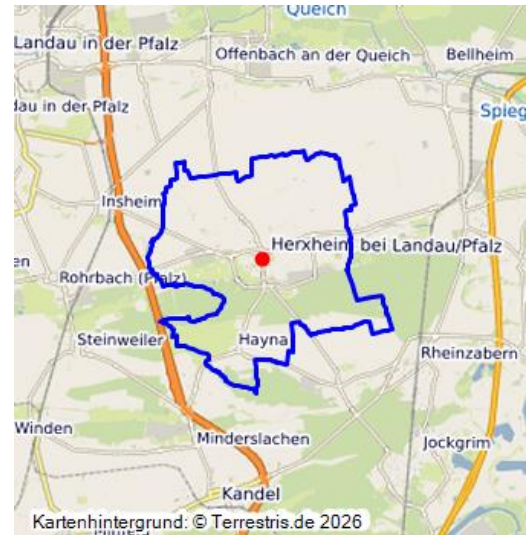 Queich
Landau in der Pfalz
Offenbach an der Queich
Bellheim
dau in der Pfalz
Spieg
Insheim
Herxheim bei Landau/Pfalz
en
Rohrbach (Pfalz)
Steinweiler
Hayna
Rheinzabern
Winden
Minderslachen
Jockgrim
Kandel
Kartenhintergrund: © Terrestris.de 2026